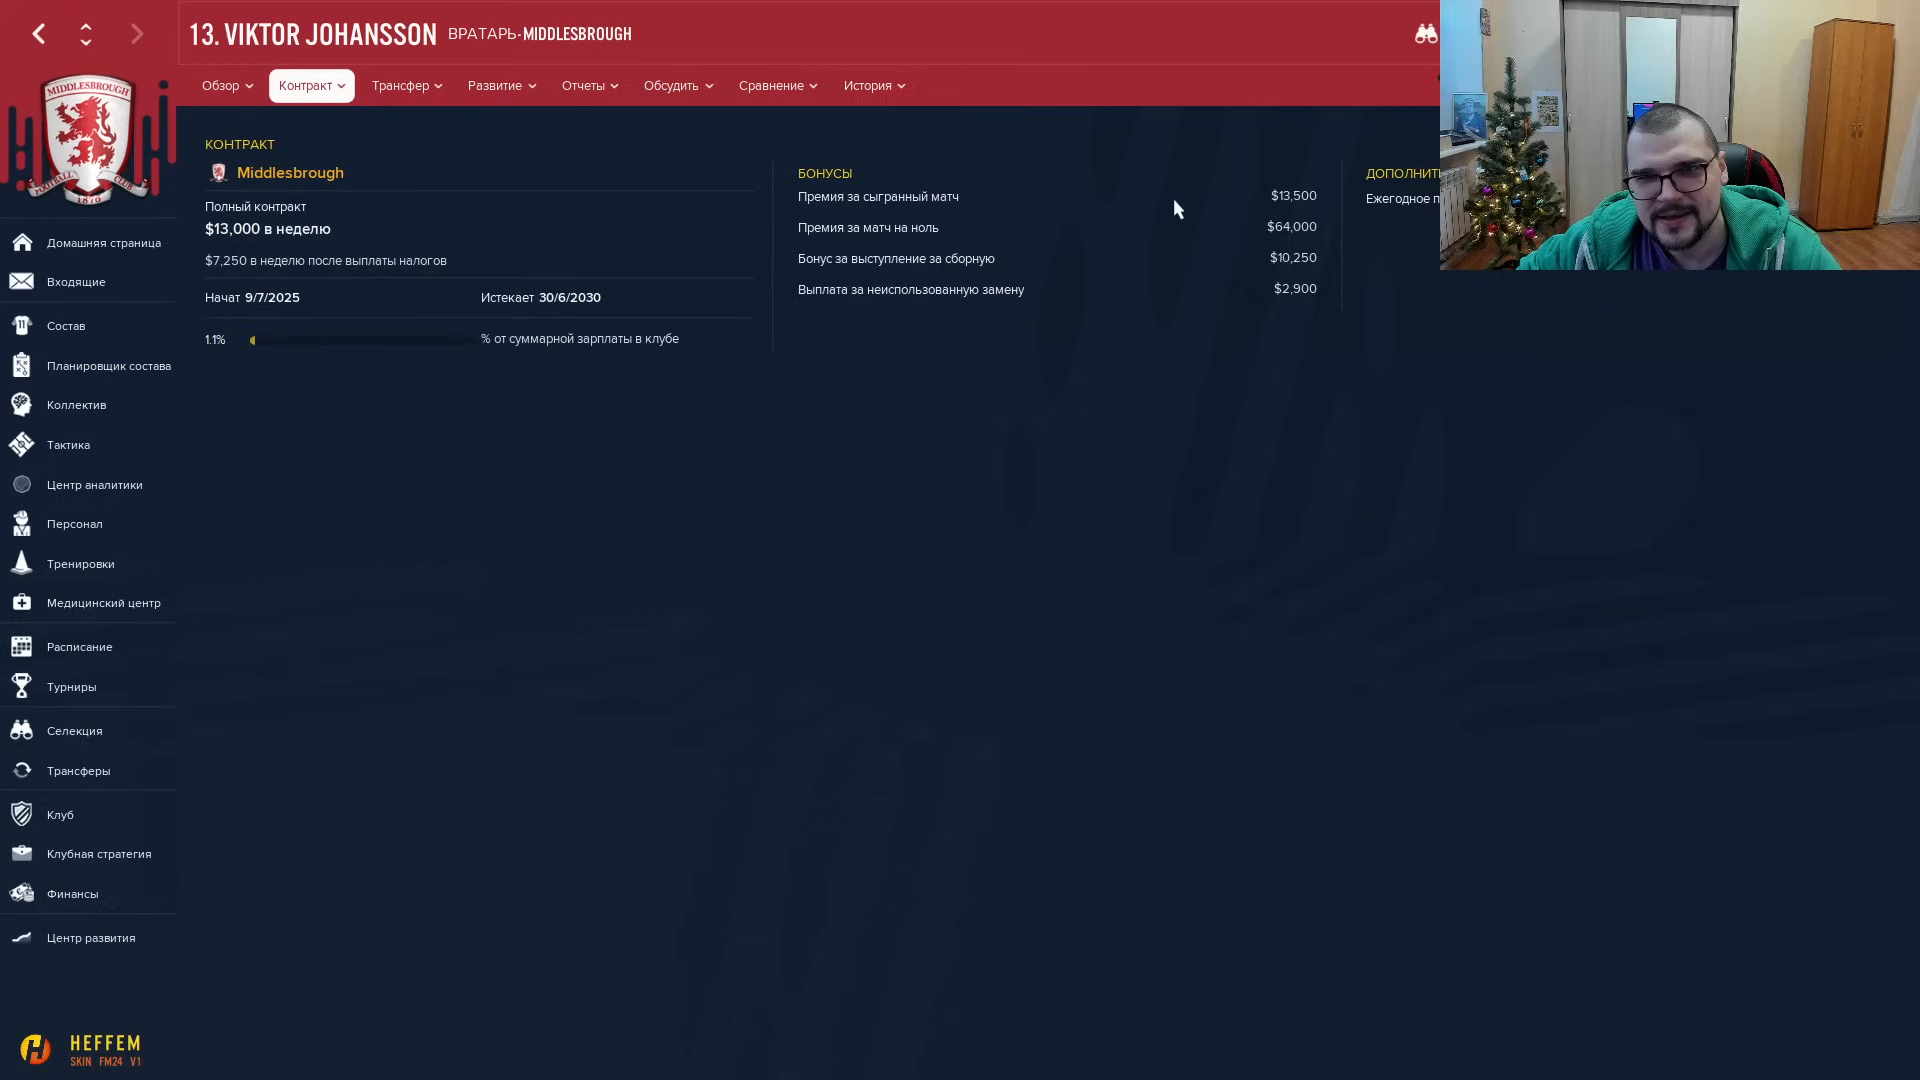 13. VIKTOR JOHANSSON ВРАТАРЬ-MIDDLESBROUGH
Обзор Контракт Трансфер Развитие Отчеты Обсудить Сравнение История
MIDDLESBROUGH
FOOTBALL CLUB
1876
КОНТРАКТ
Middlesbrough
Полный контракт
$13,000 в неделю
$7,250 в неделю после выплаты налогов
Начат 9/7/2025 Истекает 30/6/2030
1.1% % от суммарной зарплаты в клубе
БОНУСЫ
Премия за сыгранный матч $13,500
Премия за матч на ноль $64,000
Бонус за выступление за сборную $10,250
Выплата за неиспользованную замену $2,900
Ежегодное
Домашняя страница
Входящие
Состав
Планировщик состава
Коллектив
Тактика
Центр аналитики
Персонал
Тренировки
Медицинский центр
Расписание
Турниры
Селекция
Трансферы
Клуб
Клубная стратегия
Финансы
Центр развития
HEFFEM
SKIN FM24 V1